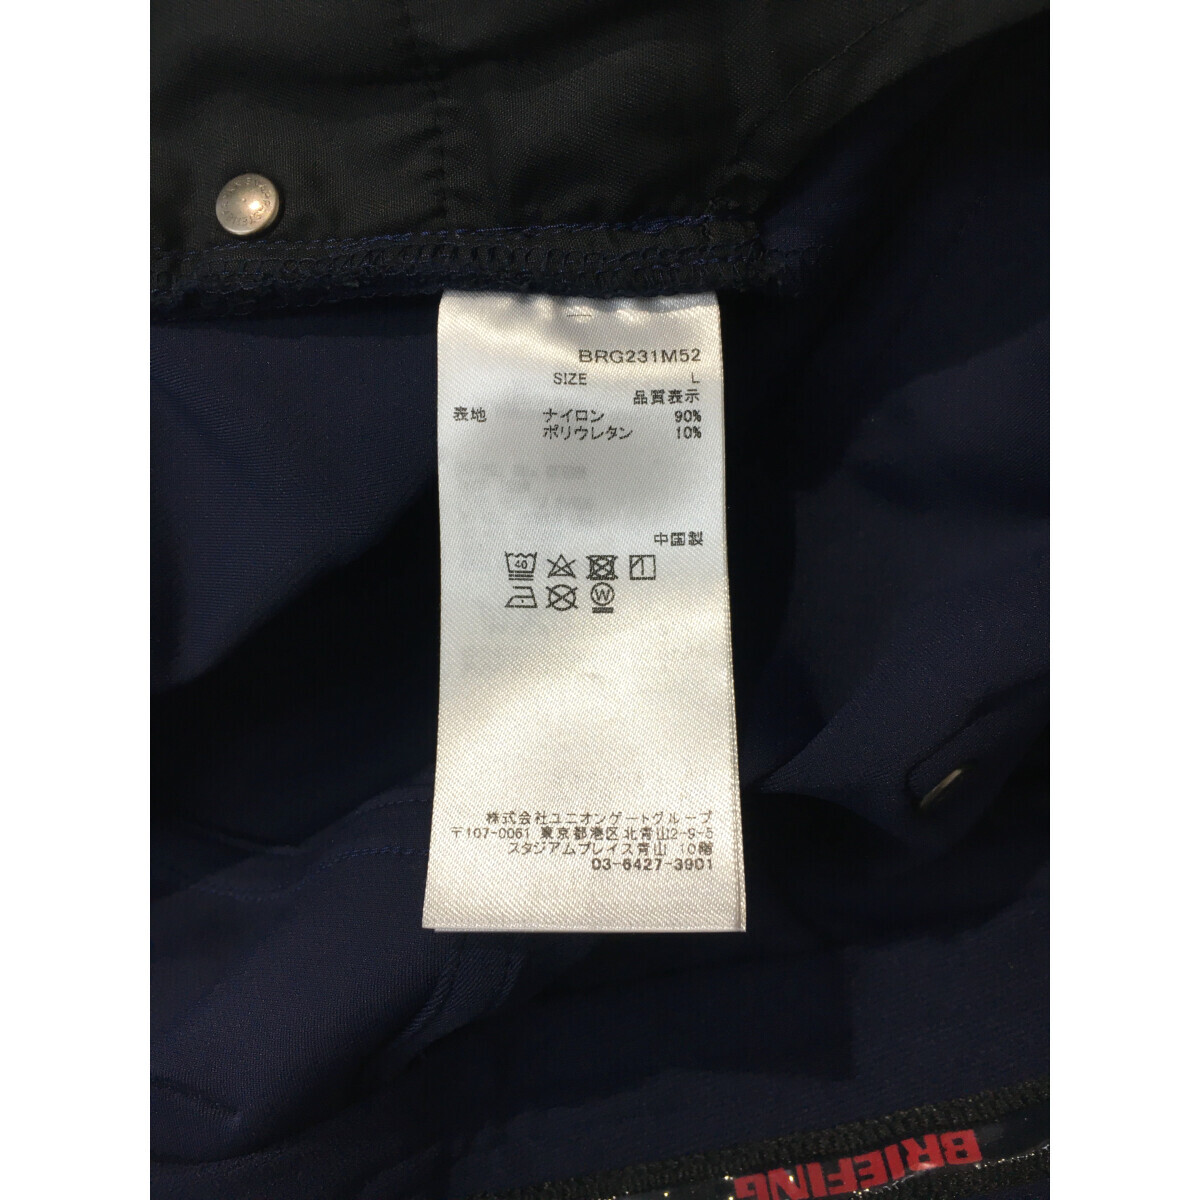 BRG231M52
SIZE L
品質表示
表地 ナイロン 90%
ポリウレタン 10%
中国製
40
W
株式会社ユニオンゲートグループ
〒107-0061 東京都港区北青山2-9-5
スタジアムプレイス青山 10階
03-6427-3901
BRIEFING